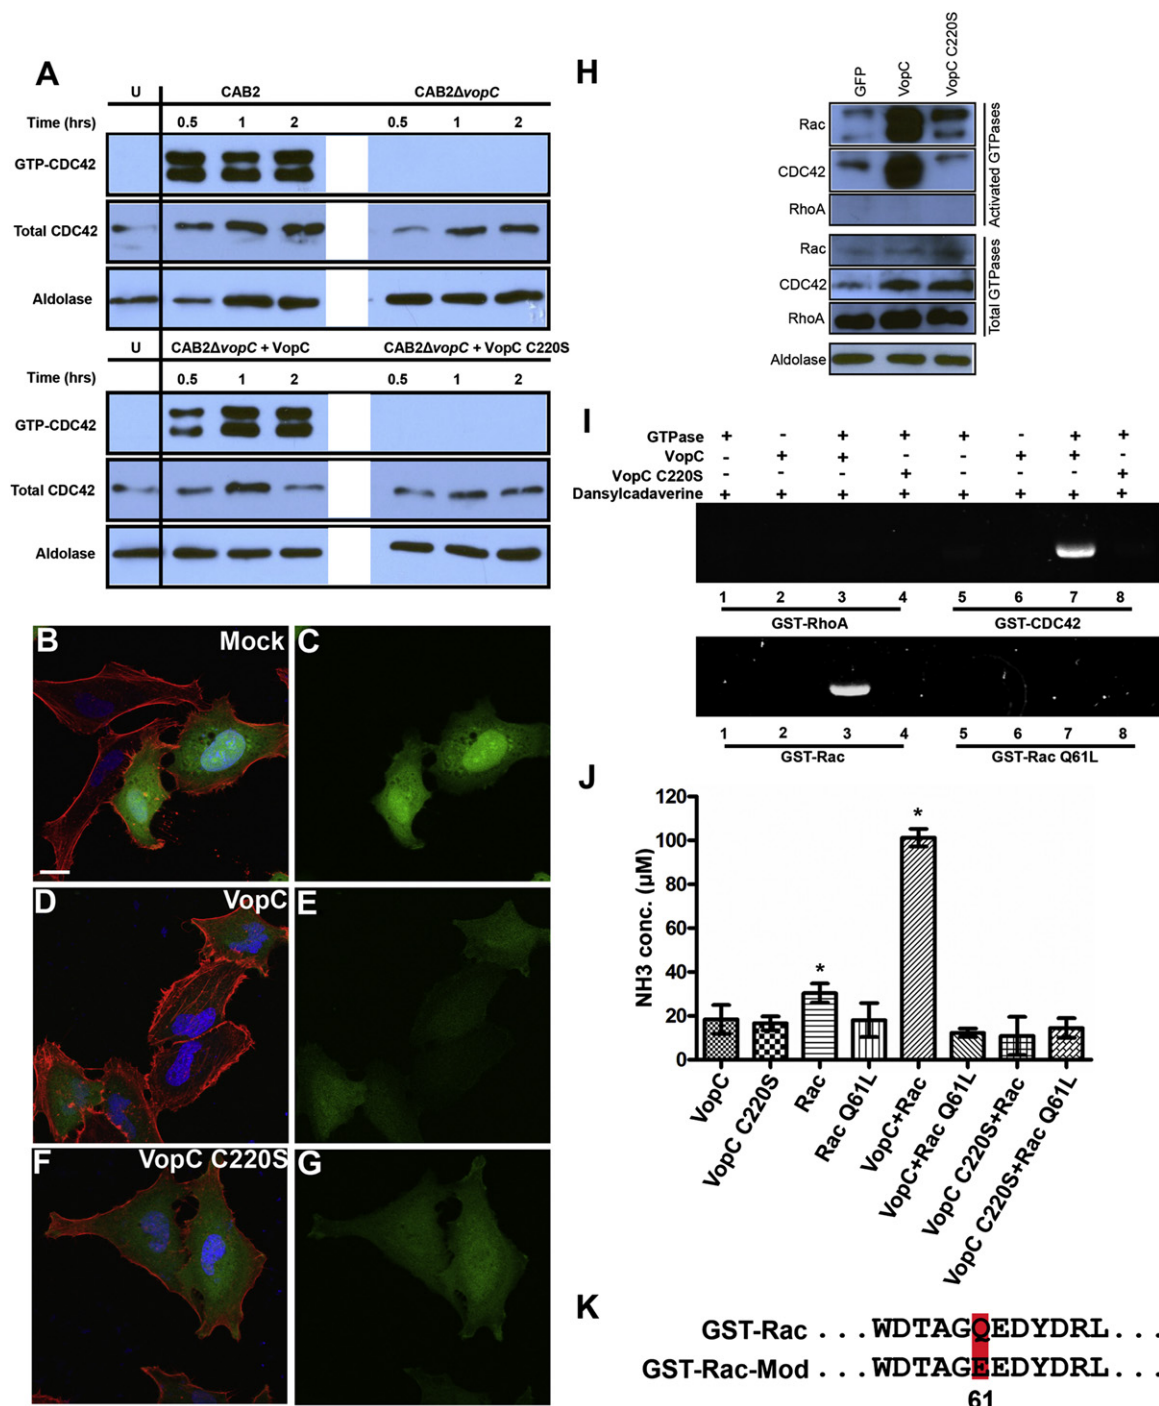 A
U CAB2 CAB2ΔvopC
Time (hrs) 0.5 1 2 0.5 1 2
GTP-CDC42
Total CDC42
Aldolase
U CAB2ΔvopC + VopC CAB2ΔvopC + VopC C220S
Time (hrs) 0.5 1 2 0.5 1 2
GTP-CDC42
Total CDC42
Aldolase
B Mock C
D VopC E
F VopC C220S G
H
GFP VopC VopC C220S
Rac
CDC42
RhoA
Activated GTPases
Rac
CDC42
RhoA
Total GTPases
Aldolase
I
GTPase + - + + + - + +
VopC - + + - - + + -
VopC C220S - - - + - - - +
Dansylcadaverine + + + + + + + +
1 2 3 4 5 6 7 8
GST-RhoA GST-CDC42
1 2 3 4 5 6 7 8
GST-Rac GST-Rac Q61L
J
NH3 conc. (µM)
120
100
80
60
40
20
0
* *
VopC
VopC C220S
Rac
Rac Q61L
VopC+Rac
VopC+Rac Q61L
VopC C220S+Rac
VopC C220S+Rac Q61L
K
GST-Rac . . . WDTAGQEDYDRL. . .
GST-Rac-Mod . . . WDTAGEEDYDRL. . .
61